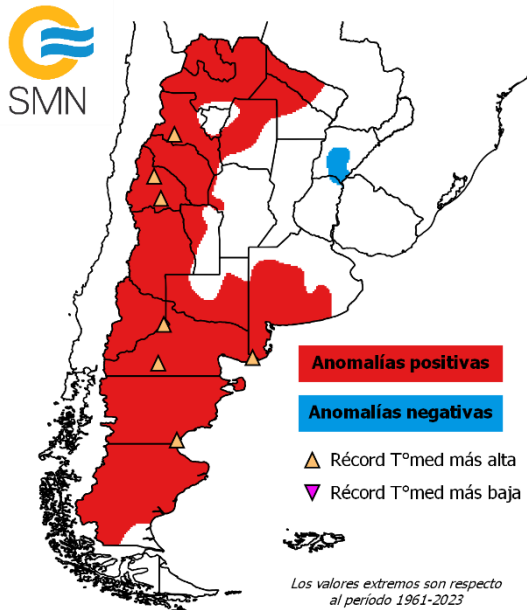 SMN
Anomalías positivas
Anomalías negativas
Récord T°med más alta
Récord T°med más baja
Los valores extremos son respecto
al período 1961-2023